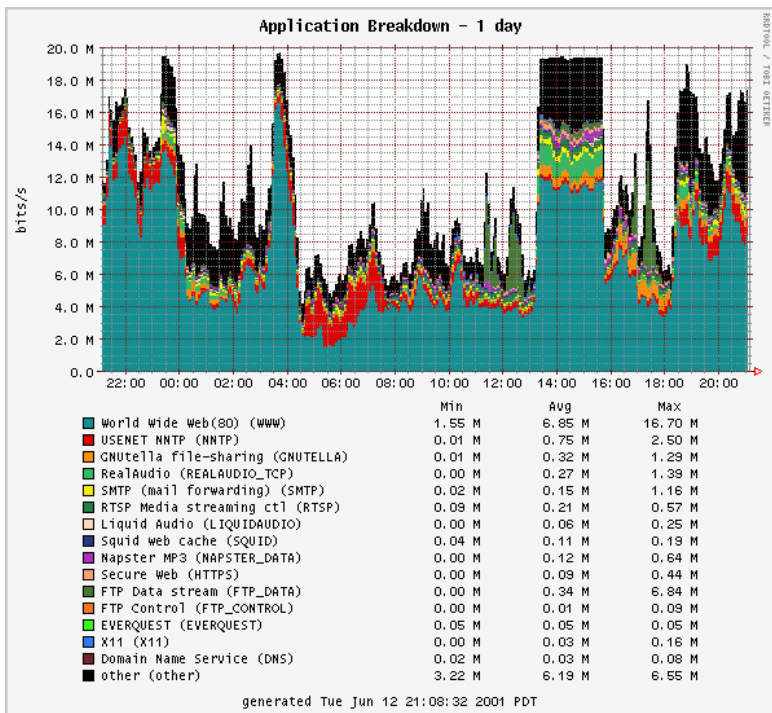 Application Breakdown - 1 day
RRDTOOL / TOBI OETIKER
bits/s
20.0 M
18.0 M
16.0 M
14.0 M
12.0 M
10.0 M
8.0 M
6.0 M
4.0 M
2.0 M
0.0
22:00 00:00 02:00 04:00 06:00 08:00 10:00 12:00 14:00 16:00 18:00 20:00
Min Avg Max
World Wide Web(80) (WWW) 1.55 M 6.85 M 16.70 M
USENET NNTP (NNTP) 0.01 M 0.75 M 2.50 M
GNUtella file-sharing (GNUTELLA) 0.01 M 0.32 M 1.29 M
RealAudio (REALAUDIO_TCP) 0.00 M 0.27 M 1.39 M
SMTP (mail forwarding) (SMTP) 0.02 M 0.15 M 1.16 M
RTSP Media streaming ctl (RTSP) 0.09 M 0.21 M 0.57 M
Liquid Audio (LIQUIDAUDIO) 0.00 M 0.06 M 0.25 M
Squid web cache (SQUID) 0.04 M 0.11 M 0.19 M
Napster MP3 (NAPSTER_DATA) 0.00 M 0.12 M 0.64 M
Secure Web (HTTPS) 0.00 M 0.09 M 0.44 M
FTP Data stream (FTP_DATA) 0.00 M 0.34 M 6.84 M
FTP Control (FTP_CONTROL) 0.00 M 0.01 M 0.09 M
EVERQUEST (EVERQUEST) 0.05 M 0.05 M 0.05 M
X11 (X11) 0.00 M 0.03 M 0.16 M
Domain Name Service (DNS) 0.02 M 0.03 M 0.08 M
other (other) 3.22 M 6.19 M 6.55 M
generated Tue Jun 12 21:08:32 2001 PDT